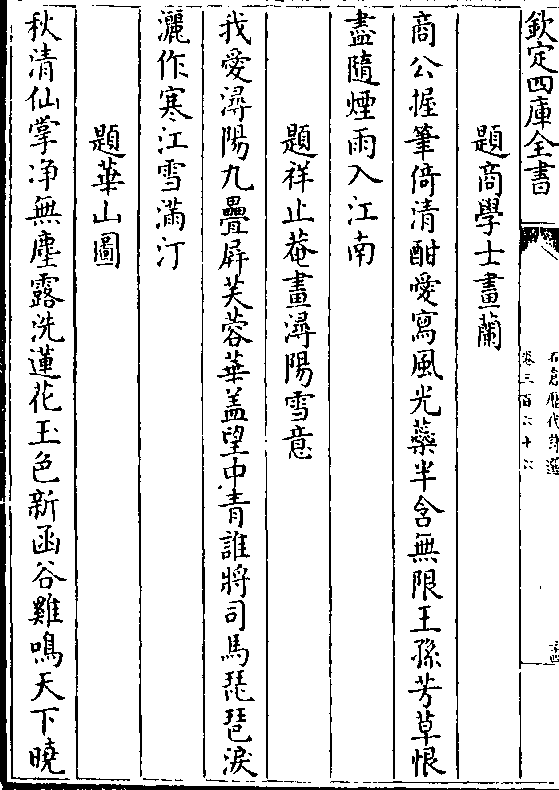 欽定四庫全書
石倉歷代詩選
卷三百六十六
題商學士畫蘭
商公握筆倚清酣愛寫風光藥半含無限王孫芳草恨
盡隨煙雨入江南
題祥止菴畫潯陽雪意
我愛潯陽九疊屏芙蓉華盖望中青誰將司馬琵琶淚
灑作寒江雪滿汀
題華山圖
秋清仙掌净無塵露洗蓮花玉色新函谷雞鳴天下曉